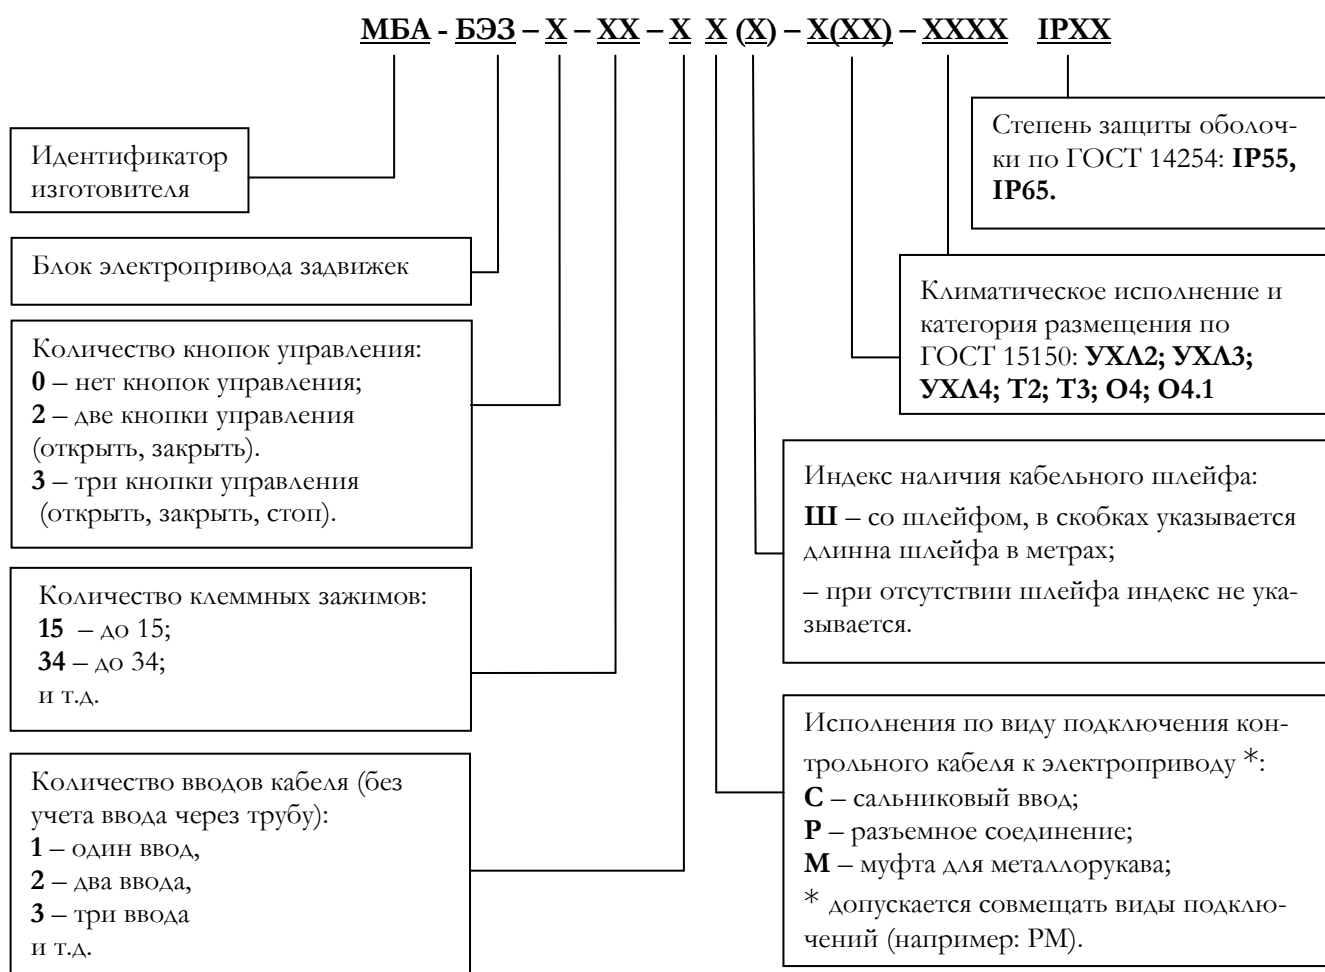 МБА - БЭЗ – Х – ХХ – Х Х (Х) – Х(ХХ) – ХХХХ IPXX
Идентификатор
изготовителя
Блок электропривода задвижек
Количество кнопок управления:
0 – нет кнопок управления;
2 – две кнопки управления
(открыть, закрыть).
3 – три кнопки управления
(открыть, закрыть, стоп).
Количество клеммных зажимов:
15 – до 15;
34 – до 34;
и т.д.
Количество вводов кабеля (без
учета ввода через трубу):
1 – один ввод,
2 – два ввода,
3 – три ввода
и т.д.
Степень защиты оболоч-
ки по ГОСТ 14254: IP55,
IP65.
Климатическое исполнение и
категория размещения по
ГОСТ 15150: УХЛ2; УХЛ3;
УХЛ4; Т2; Т3; О4; О4.1
Индекс наличия кабельного шлейфа:
Ш – со шлейфом, в скобках указывается
длинна шлейфа в метрах;
– при отсутствии шлейфа индекс не ука-
зывается.
Исполнения по виду подключения кон-
трольного кабеля к электроприводу *:
С – сальниковый ввод;
Р – разъемное соединение;
М – муфта для металлорукава;
* допускается совмещать виды подклю-
чений (например: РМ).